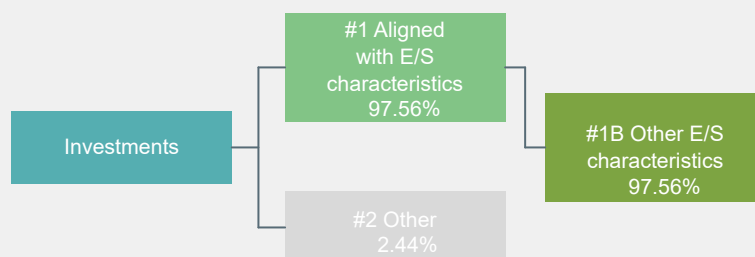 #1 Aligned
with E/S
characteristics
97.56%
Investments
#1B Other E/S
characteristics
97.56%
#2 Other
2.44%